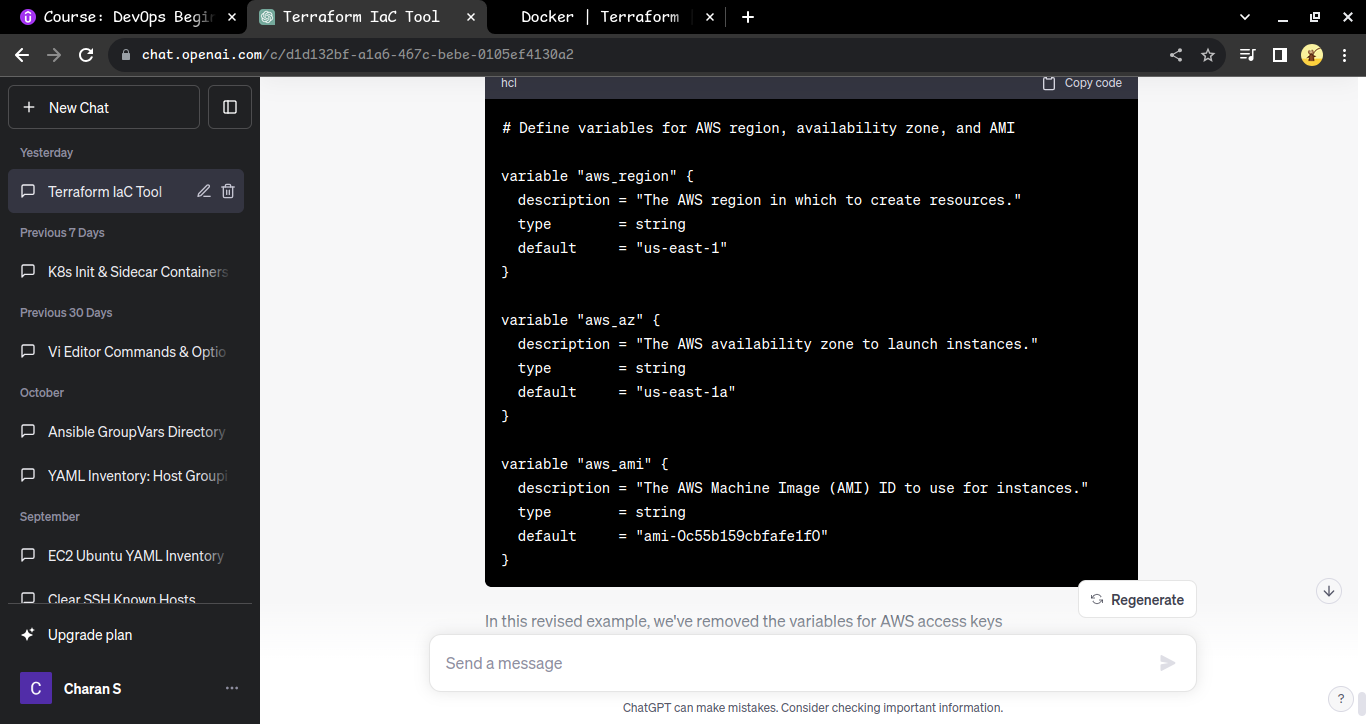 Course: DevOps Begi
Terraform IaC Tool
Docker | Terraform
chat.openai.com/c/d1d132bf-a1a6-467c-bebe-0105ef4130a2
New Chat
Yesterday
Terraform IaC Tool
Previous 7 Days
K8s Init & Sidecar Containers
Previous 30 Days
Vi Editor Commands & Optio
October
Ansible GroupVars Directory
YAML Inventory: Host Groupi
September
EC2 Ubuntu YAML Inventory
Clear SSH Known Hosts
Upgrade plan
C
Charan S
hcl
Copy code
# Define variables for AWS region, availability zone, and AMI
variable "aws_region" {
  description = "The AWS region in which to create resources."
  type        = string
  default     = "us-east-1"
}
variable "aws_az" {
  description = "The AWS availability zone to launch instances."
  type        = string
  default     = "us-east-1a"
}
variable "aws_ami" {
  description = "The AWS Machine Image (AMI) ID to use for instances."
  type        = string
  default     = "ami-0c55b159cbfafe1f0"
}
Regenerate
In this revised example, we've removed the variables for AWS access keys
Send a message
ChatGPT can make mistakes. Consider checking important information.
?